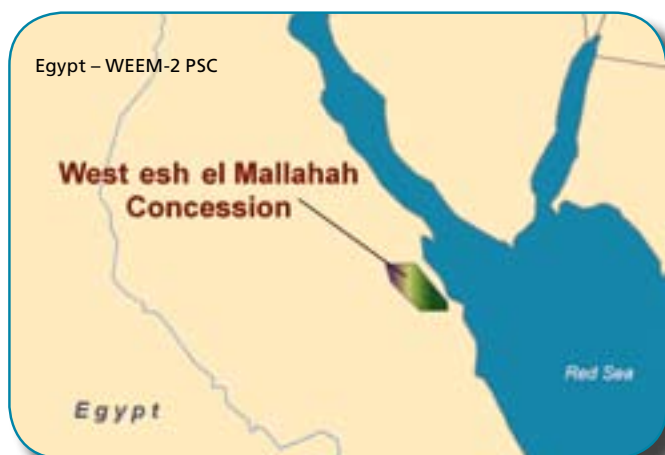 Egypt – WEEM-2 PSC
West esh el Mallahah
Concession
Red Sea
Egypt